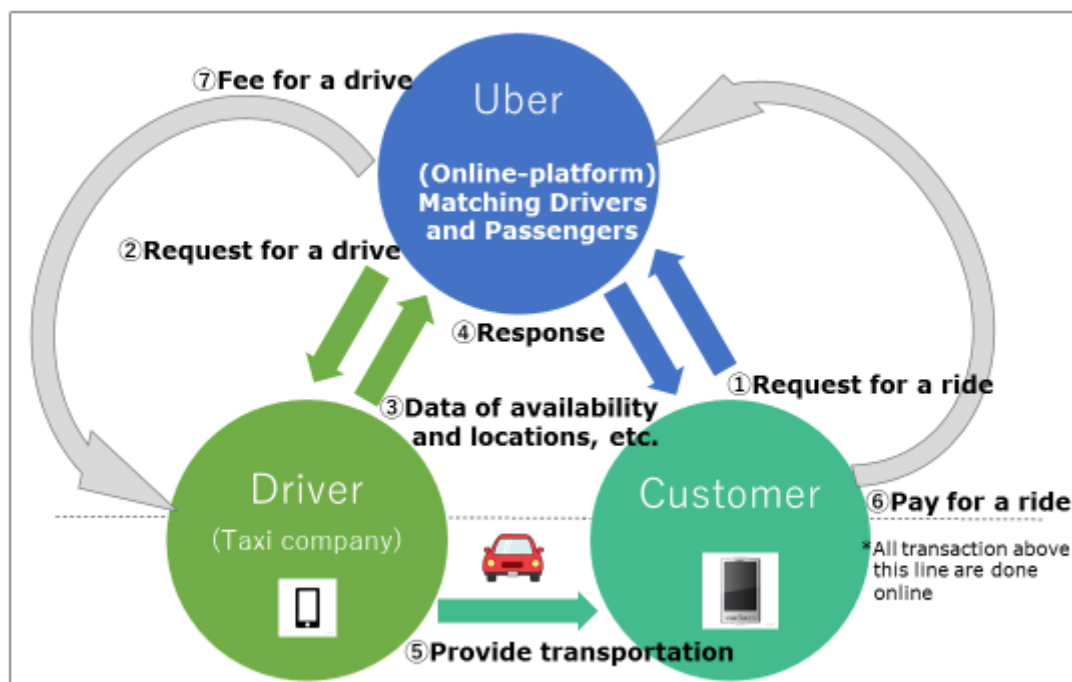 ⑦Fee for a drive
Uber
(Online-platform)
Matching Drivers
and Passengers
②Request for a drive
④Response
①Request for a ride
③Data of availability
and locations, etc.
Driver
(Taxi company)
Customer
⑥Pay for a ride
*All transaction above
this line are done
online
⑤Provide transportation